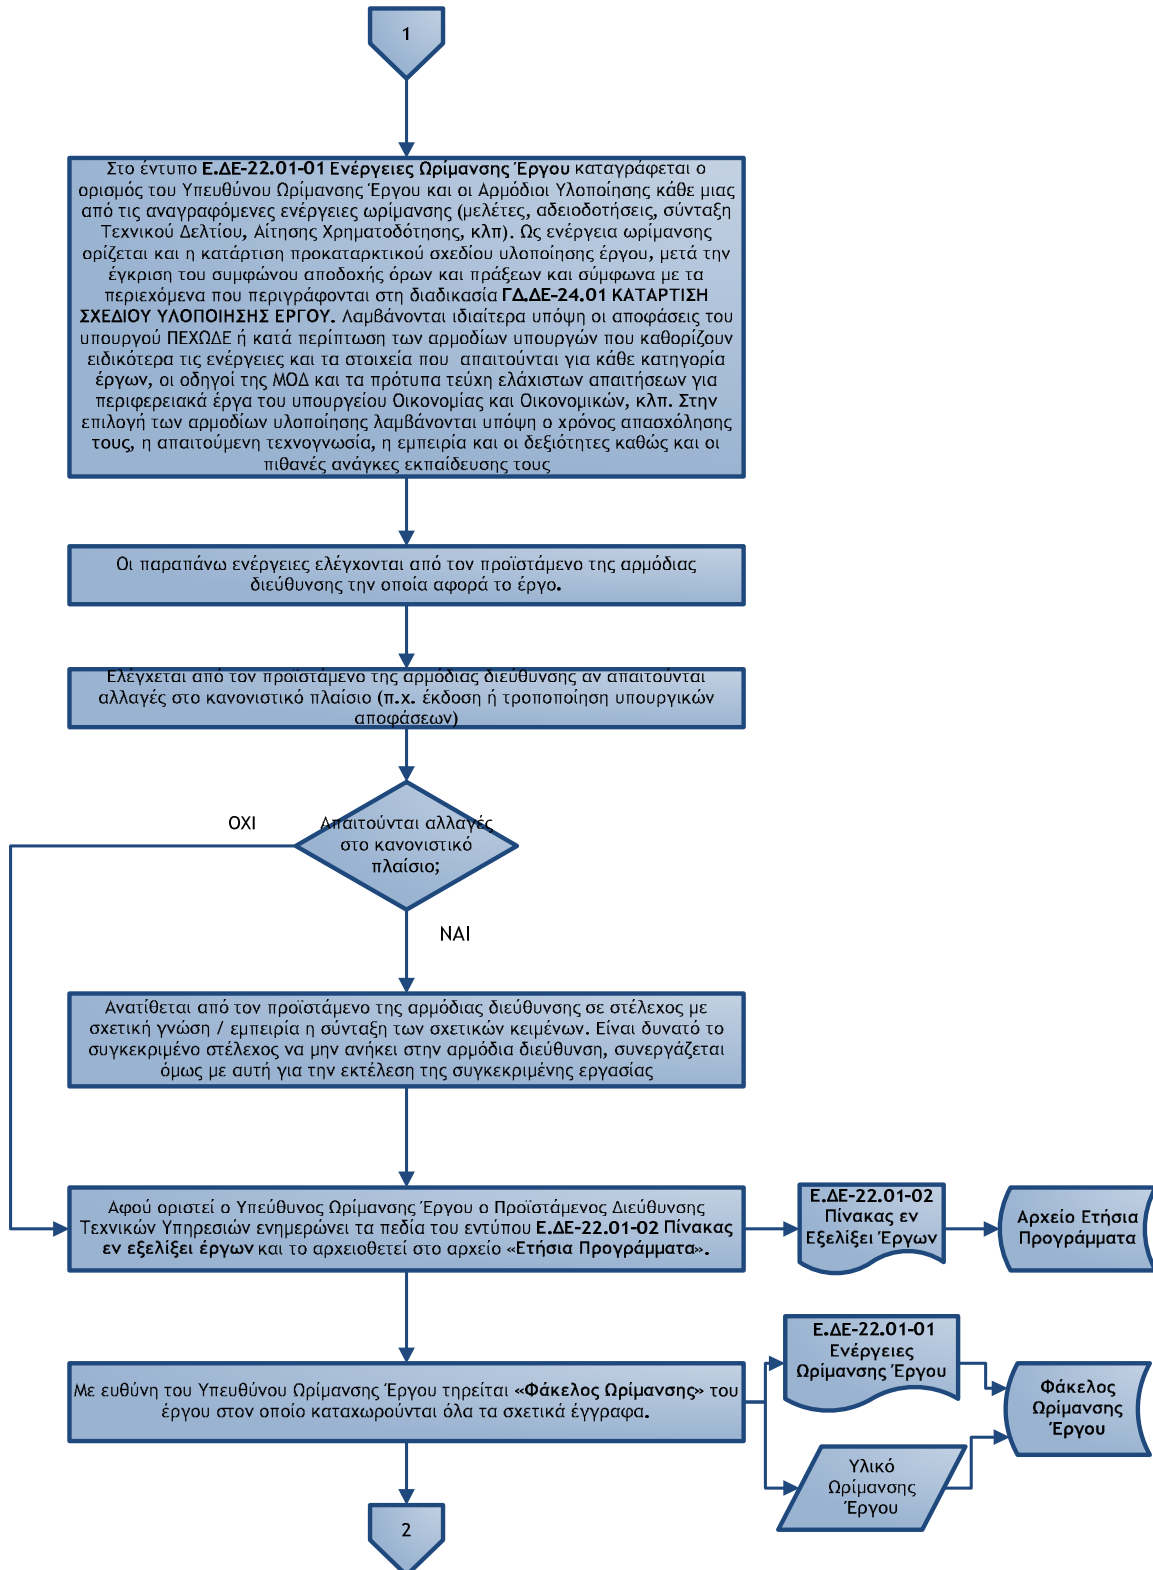 1
Στο έντυπο Ε.ΔΕ-22.01-01 Ενέργειες Ωρίμανσης Έργου καταγράφεται ο
ορισμός του Υπευθύνου Ωρίμανσης Έργου και οι Αρμόδιοι Υλοποίησης κάθε μιας
από τις αναγραφόμενες ενέργειες ωρίμανσης (μελέτες, αδειοδοτήσεις, σύνταξη
Τεχνικού Δελτίου, Αίτησης Χρηματοδότησης, κλπ). Ως ενέργεια ωρίμανσης
ορίζεται και η κατάρτιση προκαταρκτικού σχεδίου υλοποίησης έργου, μετά την
έγκριση του συμφώνου αποδοχής όρων και πράξεων και σύμφωνα με τα
περιεχόμενα που περιγράφονται στη διαδικασία ΓΔ.ΔΕ-24.01 ΚΑΤΑΡΤΙΣΗ
ΣΧΕΔΙΟΥ ΥΛΟΠΟΙΗΣΗΣ ΕΡΓΟΥ. Λαμβάνονται ιδιαίτερα υπόψη οι αποφάσεις του
υπουργού ΠΕΧΩΔΕ ή κατά περίπτωση των αρμοδίων υπουργών που καθορίζουν
ειδικότερα τις ενέργειες και τα στοιχεία που απαιτούνται για κάθε κατηγορία
έργων, οι οδηγοί της ΜΟΔ και τα πρότυπα τεύχη ελάχιστων απαιτήσεων για
περιφερειακά έργα του υπουργείου Οικονομίας και Οικονομικών, κλπ. Στην
επιλογή των αρμοδίων υλοποίησης λαμβάνονται υπόψη ο χρόνος απασχόλησης
τους, η απαιτούμενη τεχνογνωσία, η εμπειρία και οι δεξιότητες καθώς και οι
πιθανές ανάγκες εκπαίδευσης τους
Οι παραπάνω ενέργειες ελέγχονται από τον προϊστάμενο της αρμόδιας
διεύθυνσης την οποία αφορά το έργο.
Ελέγχεται από τον προϊστάμενο της αρμόδιας διεύθυνσης αν απαιτούνται
αλλαγές στο κανονιστικό πλαίσιο (π.χ. έκδοση ή τροποποίηση υπουργικών
αποφάσεων)
ΟΧΙ
Απαιτούνται αλλαγές
στο κανονιστικό
πλαίσιο;
ΝΑΙ
Ανατίθεται από τον προϊστάμενο της αρμόδιας διεύθυνσης σε στέλεχος με
σχετική γνώση / εμπειρία η σύνταξη των σχετικών κειμένων. Είναι δυνατό το
συγκεκριμένο στέλεχος να μην ανήκει στην αρμόδια διεύθυνση, συνεργάζεται
όμως με αυτή για την εκτέλεση της συγκεκριμένης εργασίας
Αφού οριστεί ο Υπεύθυνος Ωρίμανσης Έργου ο Προϊστάμενος Διεύθυνσης
Τεχνικών Υπηρεσιών ενημερώνει τα πεδία του εντύπου Ε.ΔΕ-22.01-02 Πίνακας
εν εξελίξει έργων και το αρχειοθετεί στο αρχείο «Ετήσια Προγράμματα».
Ε.ΔΕ-22.01-02
Πίνακας εν
Εξελίξει Έργων
Αρχείο Ετήσια
Προγράμματα
Με ευθύνη του Υπευθύνου Ωρίμανσης Έργου τηρείται «Φάκελος Ωρίμανσης» του
έργου στον οποίο καταχωρούνται όλα τα σχετικά έγγραφα.
Ε.ΔΕ-22.01-01
Ενέργειες
Ωρίμανσης Έργου
Φάκελος
Ωρίμανσης
Έργου
Υλικό
Ωρίμανσης
Έργου
2